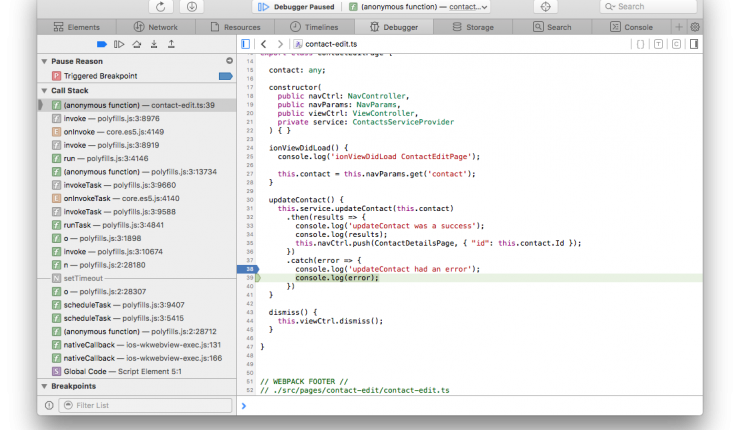 Debugger Paused
(anonymous function) — contact...
Search
Elements
Network
Resources
Timelines
Debugger
Storage
Search
Console
contact-edit.ts
Pause Reason
Triggered Breakpoint
Call Stack
(anonymous function) — contact-edit.ts:39
invoke — polyfills.js:3:8976
onInvoke — core.es5.js:4149
invoke — polyfills.js:3:8919
run — polyfills.js:3:4146
(anonymous function) — polyfills.js:3:13734
invokeTask — polyfills.js:3:9660
onInvokeTask — core.es5.js:4140
invokeTask — polyfills.js:3:9588
runTask — polyfills.js:3:4841
o — polyfills.js:3:1898
invoke — polyfills.js:3:10674
n — polyfills.js:2:28180
setTimeout
o — polyfills.js:2:28307
scheduleTask — polyfills.js:3:9407
scheduleTask — polyfills.js:3:5415
(anonymous function) — polyfills.js:2:28712
nativeCallback — ios-wkwebview-exec.js:131
nativeCallback — ios-wkwebview-exec.js:166
Global Code — Script Element 5:1
Breakpoints
Filter List
14
15 contact: any;
16
17 constructor(
18 public navCtrl: NavController,
19 public navParams: NavParams,
20 public viewCtrl: ViewController,
21 private service: ContactsServiceProvider
22 ) { }
23
24 ionViewDidLoad() {
25 console.log('ionViewDidLoad ContactEditPage');
26
27 this.contact = this.navParams.get('contact');
28 }
29
30 updateContact() {
31 this.service.updateContact(this.contact)
32 .then(results => {
33 console.log('updateContact was a success');
34 console.log(results);
35 this.navCtrl.push(ContactDetailsPage, { "id": this.contact.Id });
36 })
37 .catch(error => {
38 console.log('updateContact had an error');
39 console.log(error);
40 })
41 }
42
43 dismiss() {
44 this.viewCtrl.dismiss();
45 }
46
47 }
48
49
50
51 // WEBPACK FOOTER //
52 // ./src/pages/contact-edit/contact-edit.ts